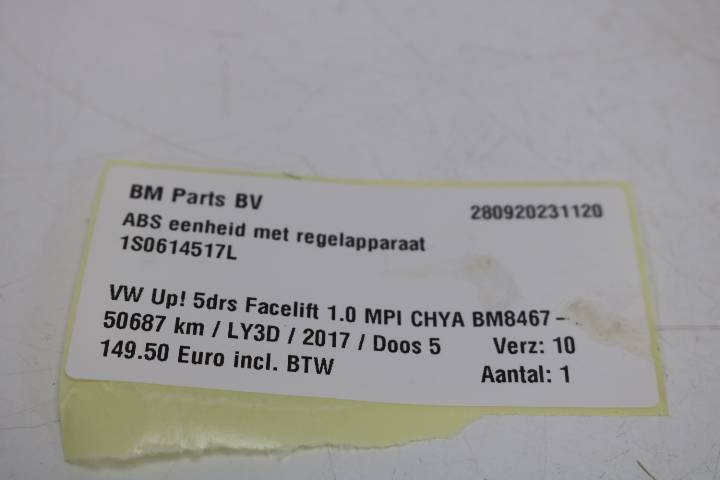 BM Parts BV 280920231120
ABS eenheid met regelapparaat
1S0614517L
VW Up! 5drs Facelift 1.0 MPI CHYA BM8467 -
50687 km / LY3D / 2017 / Doos 5 Verz: 10
149.50 Euro incl. BTW Aantal: 1